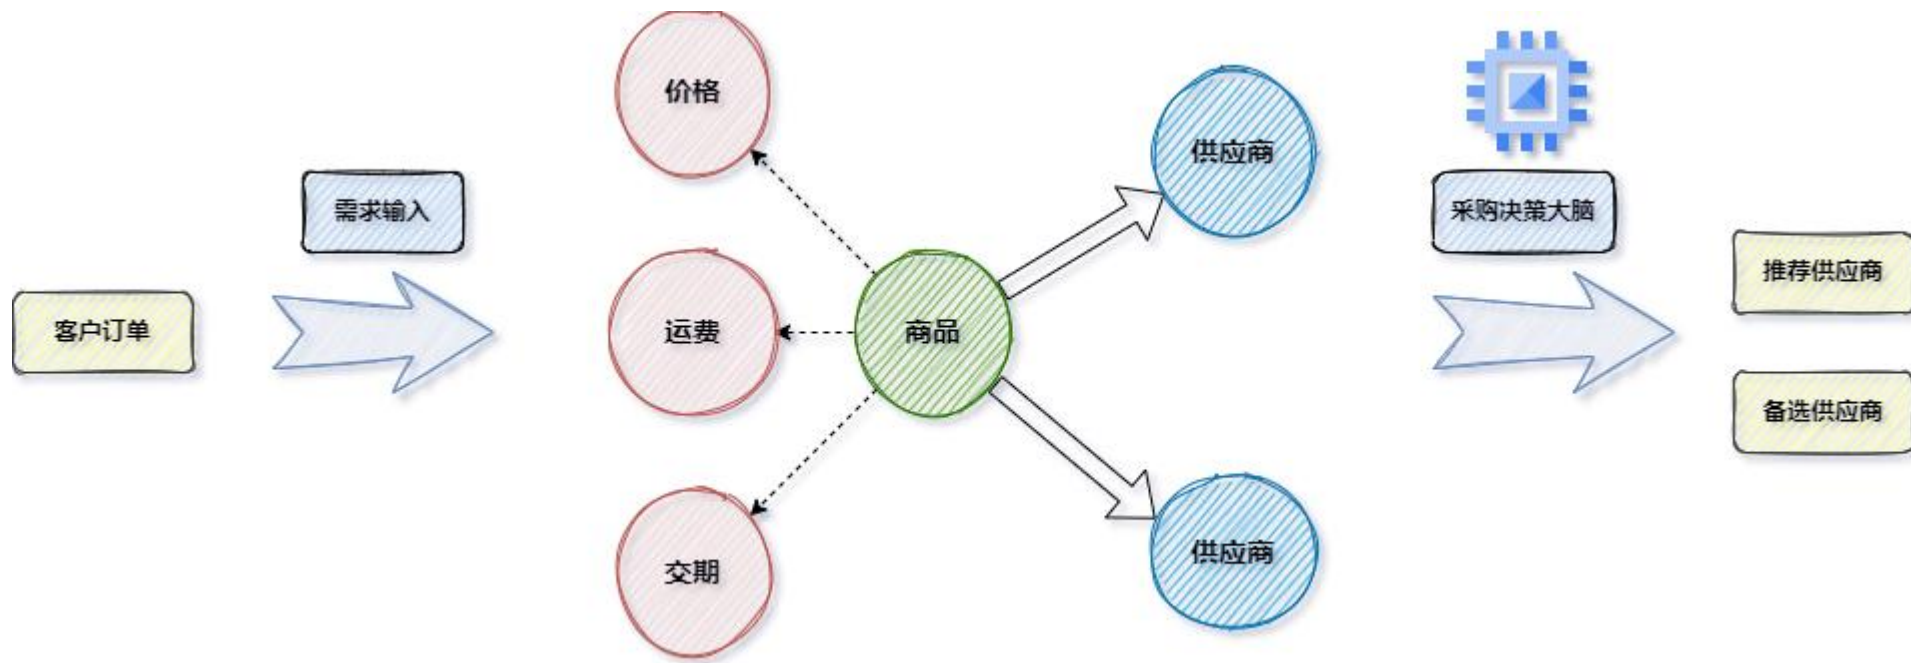 客户订单
需求输入
价格
运费
交期
商品
供应商
供应商
采购决策大脑
推荐供应商
备选供应商